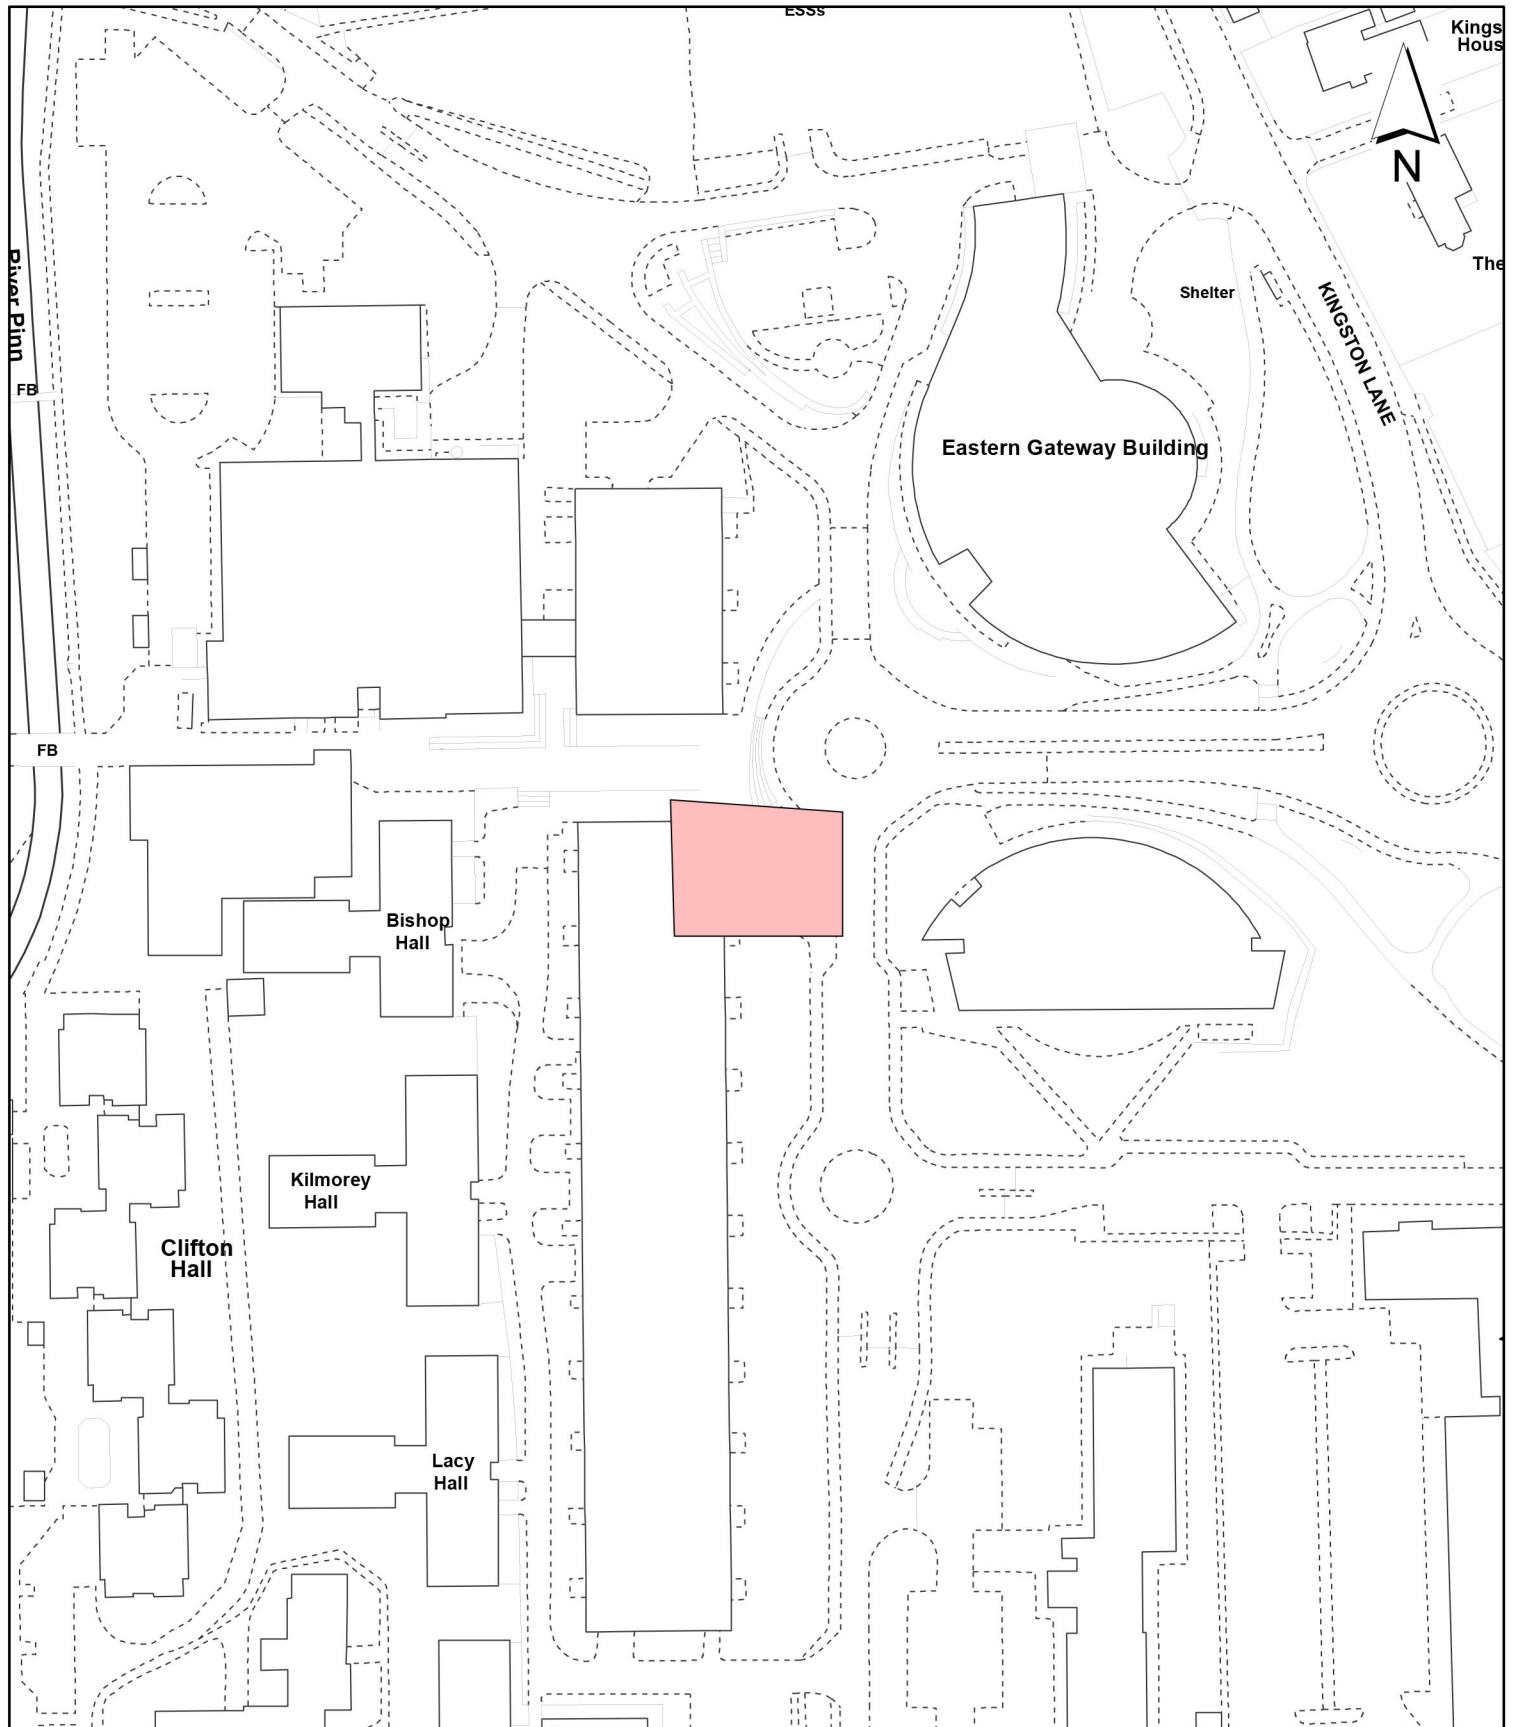 ESSs
Kings
Hous
N
River Pinn
The
Shelter
KINGSTON LANE
FB
Eastern Gateway Building
FB
Bishop
Hall
Kilmorey
Hall
Clifton
Hall
Lacy
Hall